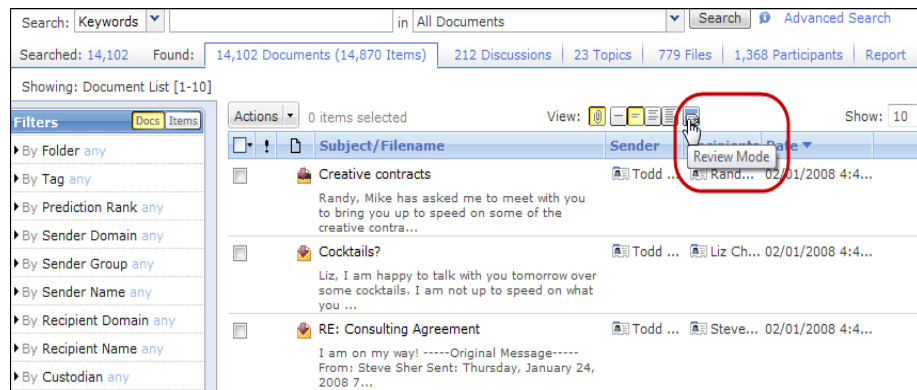 Search: Keywords in All Documents Search Advanced Search
Searched: 14,102 Found: 14,102 Documents (14,870 Items) 212 Discussions 23 Topics 779 Files 1,368 Participants Report
Showing: Document List [1-10]
Filters Docs Items
By Folder any
By Tag any
By Prediction Rank any
By Sender Domain any
By Sender Group any
By Sender Name any
By Recipient Domain any
By Recipient Name any
By Custodian any
Actions 0 items selected View: Show: 10
! Subject/Filename Sender Date
Review Mode
Creative contracts Todd ... Rand... 02/01/2008 4:4...
Randy, Mike has asked me to meet with you
to bring you up to speed on some of the
creative contra...
Cocktails? Todd ... Liz Ch... 02/01/2008 4:4...
Liz, I am happy to talk with you tomorrow over
some cocktails. I am not up to speed on what
you ...
RE: Consulting Agreement Todd ... Steve... 02/01/2008 4:4...
I am on my way! -----Original Message-----
From: Steve Sher Sent: Thursday, January 24,
2008 7...